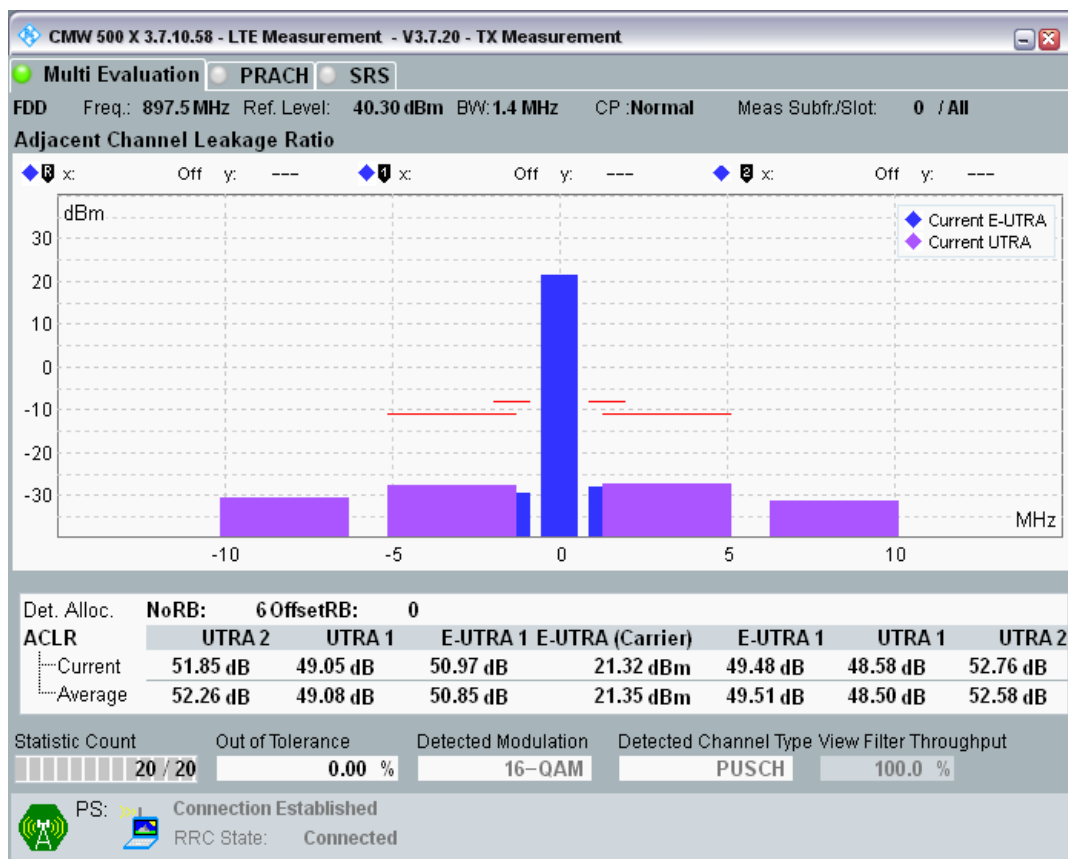 CMW 500 X 3.7.10.58 - LTE Measurement - V3.7.20 - TX Measurement
Multi Evaluation PRACH SRS
FDD Freq.: 897.5 MHz Ref. Level: 40.30 dBm BW: 1.4 MHz CP :Normal Meas Subfr./Slot: 0 / All
Adjacent Channel Leakage Ratio
R x: Off y: --- 1 x: Off y: --- 2 x: Off y: ---
dBm
Current E-UTRA
Current UTRA
30
20
10
0
-10
-20
-30
MHz
-10 -5 0 5 10
Det. Alloc. NoRB: 6 OffsetRB: 0
ACLR UTRA 2 UTRA 1 E-UTRA 1 E-UTRA (Carrier) E-UTRA 1 UTRA 1 UTRA 2
Current 51.85 dB 49.05 dB 50.97 dB 21.32 dBm 49.48 dB 48.58 dB 52.76 dB
Average 52.26 dB 49.08 dB 50.85 dB 21.35 dBm 49.51 dB 48.50 dB 52.58 dB
Statistic Count Out of Tolerance Detected Modulation Detected Channel Type View Filter Throughput
20 / 20 0.00 % 16-QAM PUSCH 100.0 %
PS: Connection Established
RRC State: Connected